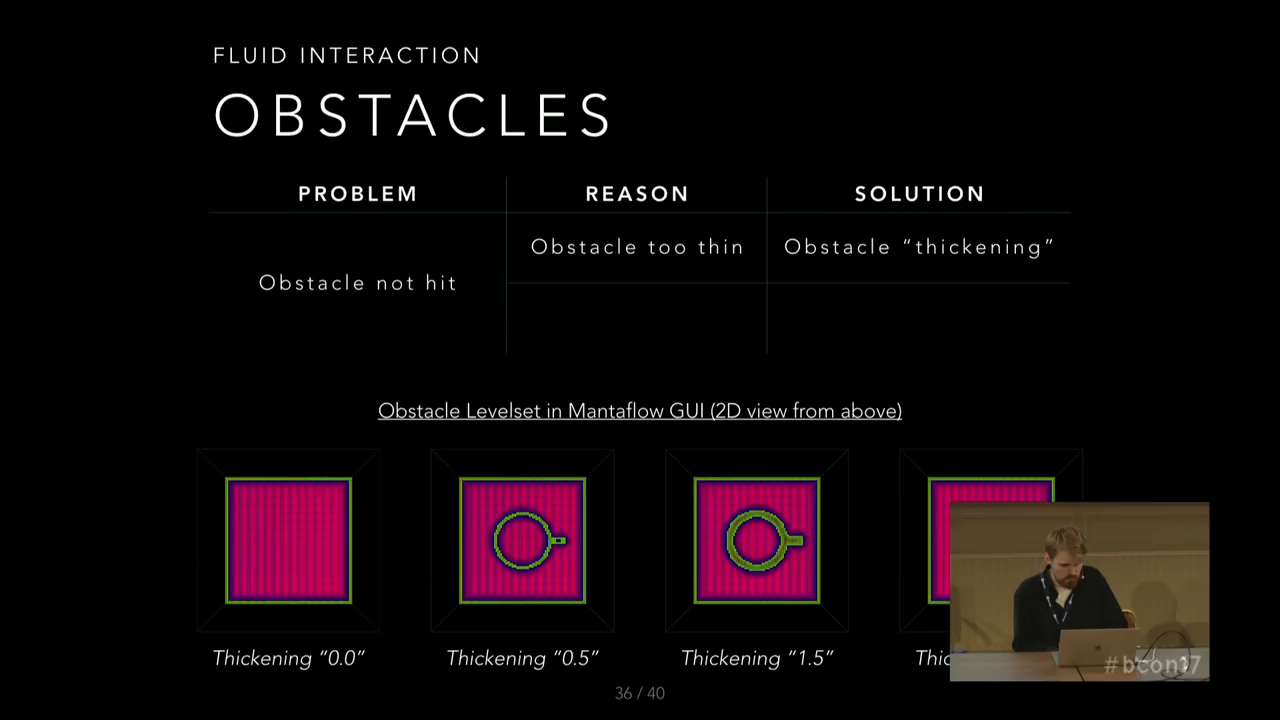 FLUID INTERACTION
OBSTACLES
PROBLEM REASON SOLUTION
Obstacle too thin Obstacle “thickening”
Obstacle not hit
Obstacle Levelset in Mantaflow GUI (2D view from above)
Thickening “0.0” Thickening “0.5” Thickening “1.5”
#bcon17
36 / 40